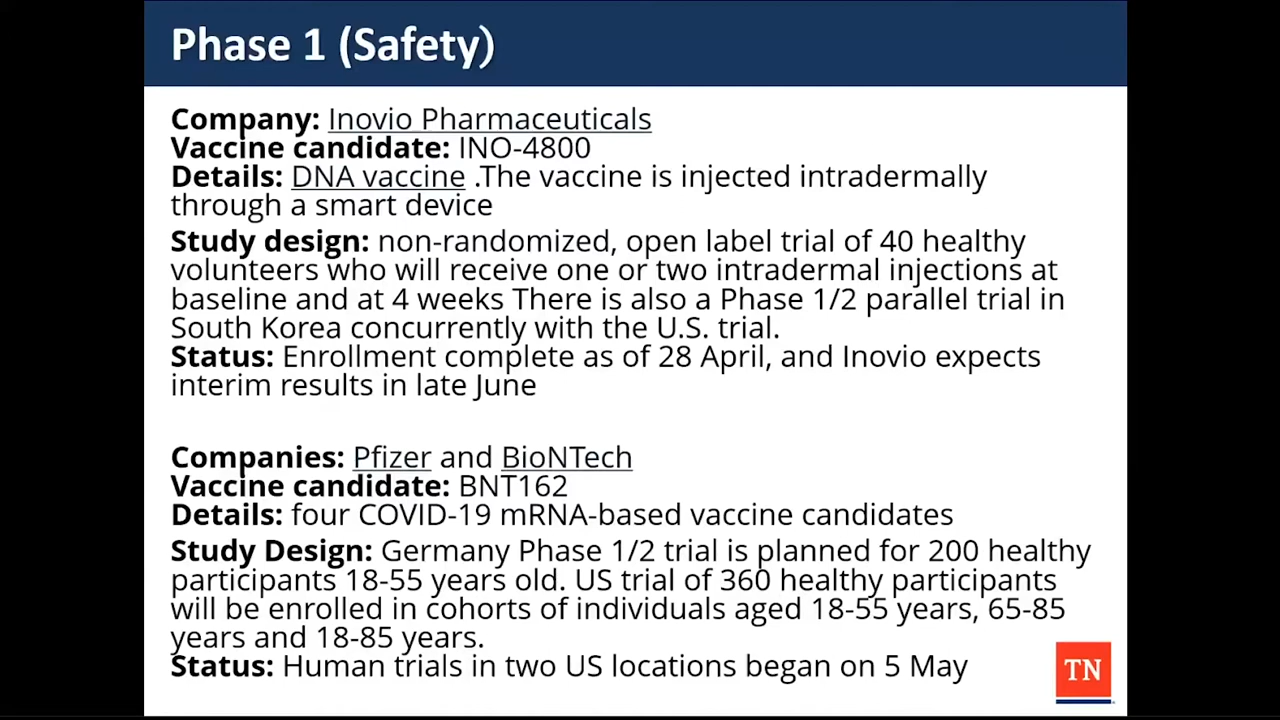 Phase 1 (Safety)
Company: Inovio Pharmaceuticals
Vaccine candidate: INO-4800
Details: DNA vaccine .The vaccine is injected intradermally
through a smart device
Study design: non-randomized, open label trial of 40 healthy
volunteers who will receive one or two intradermal injections at
baseline and at 4 weeks There is also a Phase 1/2 parallel trial in
South Korea concurrently with the U.S. trial.
Status: Enrollment complete as of 28 April, and Inovio expects
interim results in late June
Companies: Pfizer and BioNTech
Vaccine candidate: BNT162
Details: four COVID-19 mRNA-based vaccine candidates
Study Design: Germany Phase 1/2 trial is planned for 200 healthy
participants 18-55 years old. US trial of 360 healthy participants
will be enrolled in cohorts of individuals aged 18-55 years, 65-85
years and 18-85 years.
Status: Human trials in two US locations began on 5 May
TN